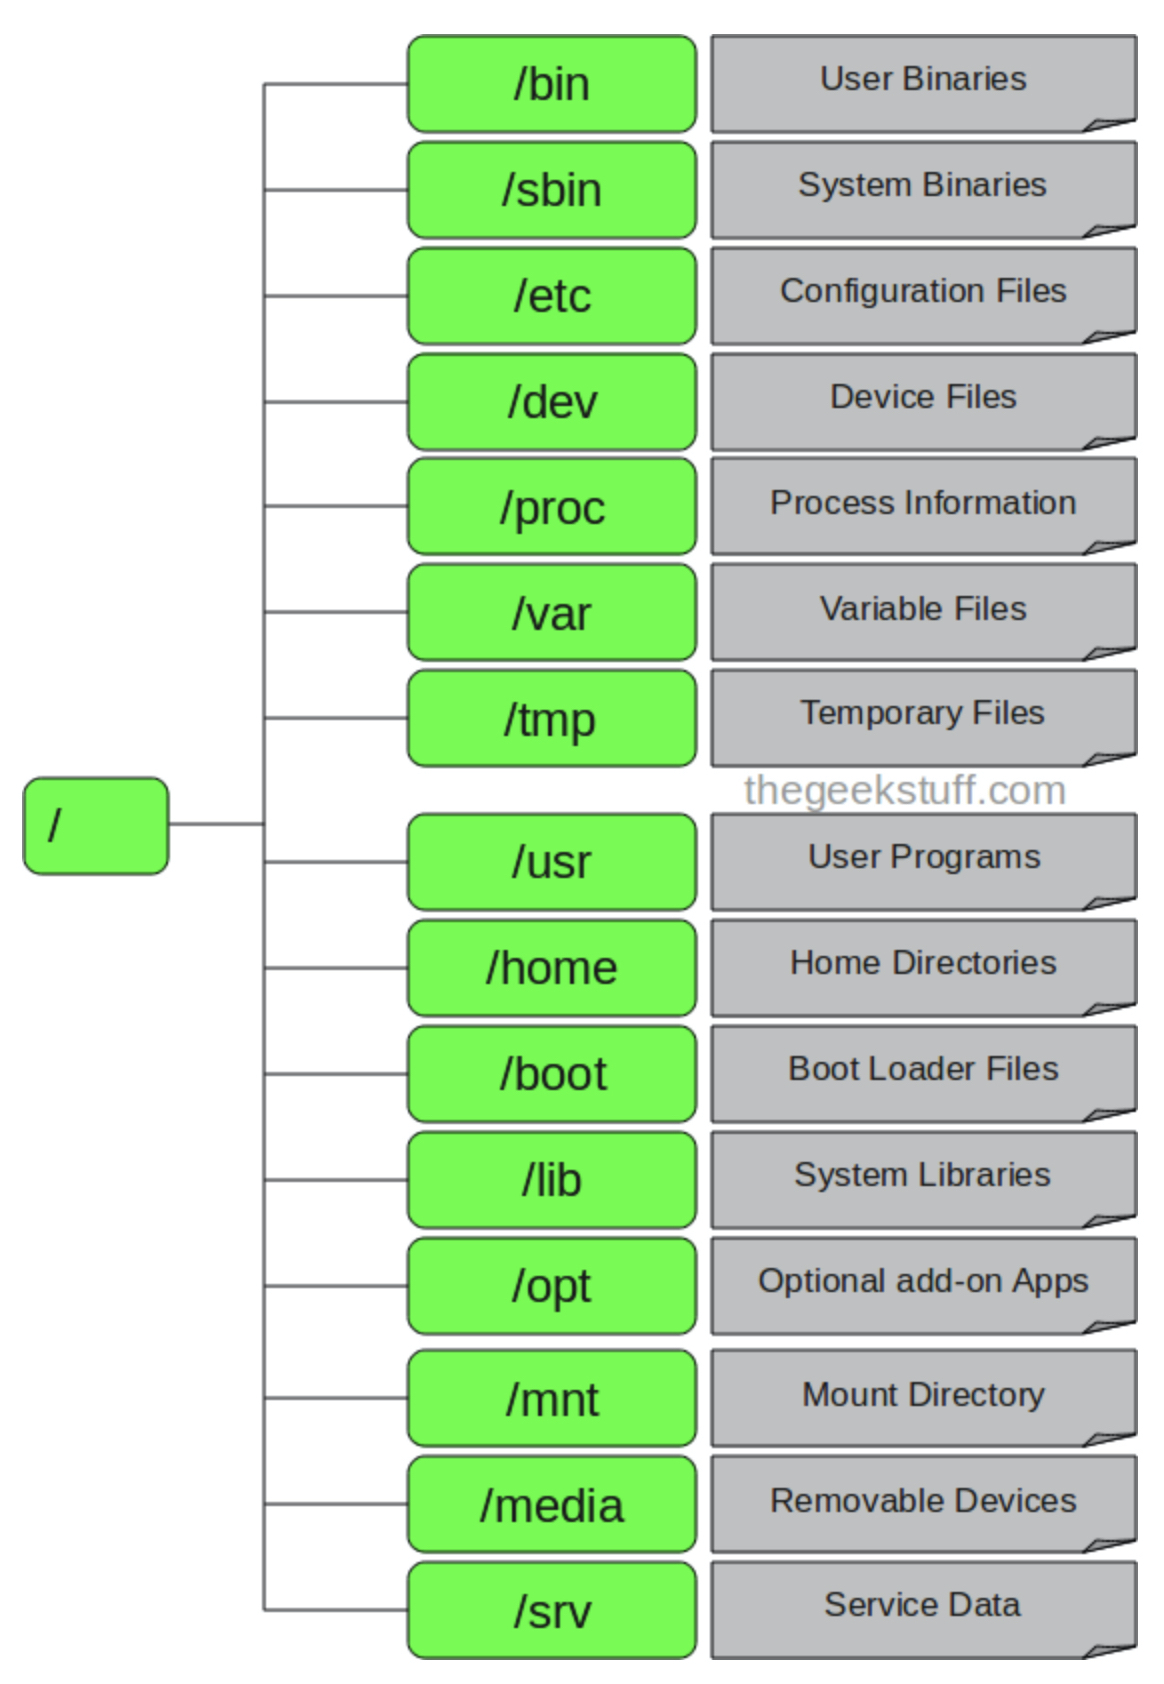 /bin User Binaries
/sbin System Binaries
/etc Configuration Files
/dev Device Files
/proc Process Information
/var Variable Files
/tmp Temporary Files
thegeekstuff.com
/
/usr User Programs
/home Home Directories
/boot Boot Loader Files
/lib System Libraries
/opt Optional add-on Apps
/mnt Mount Directory
/media Removable Devices
/srv Service Data